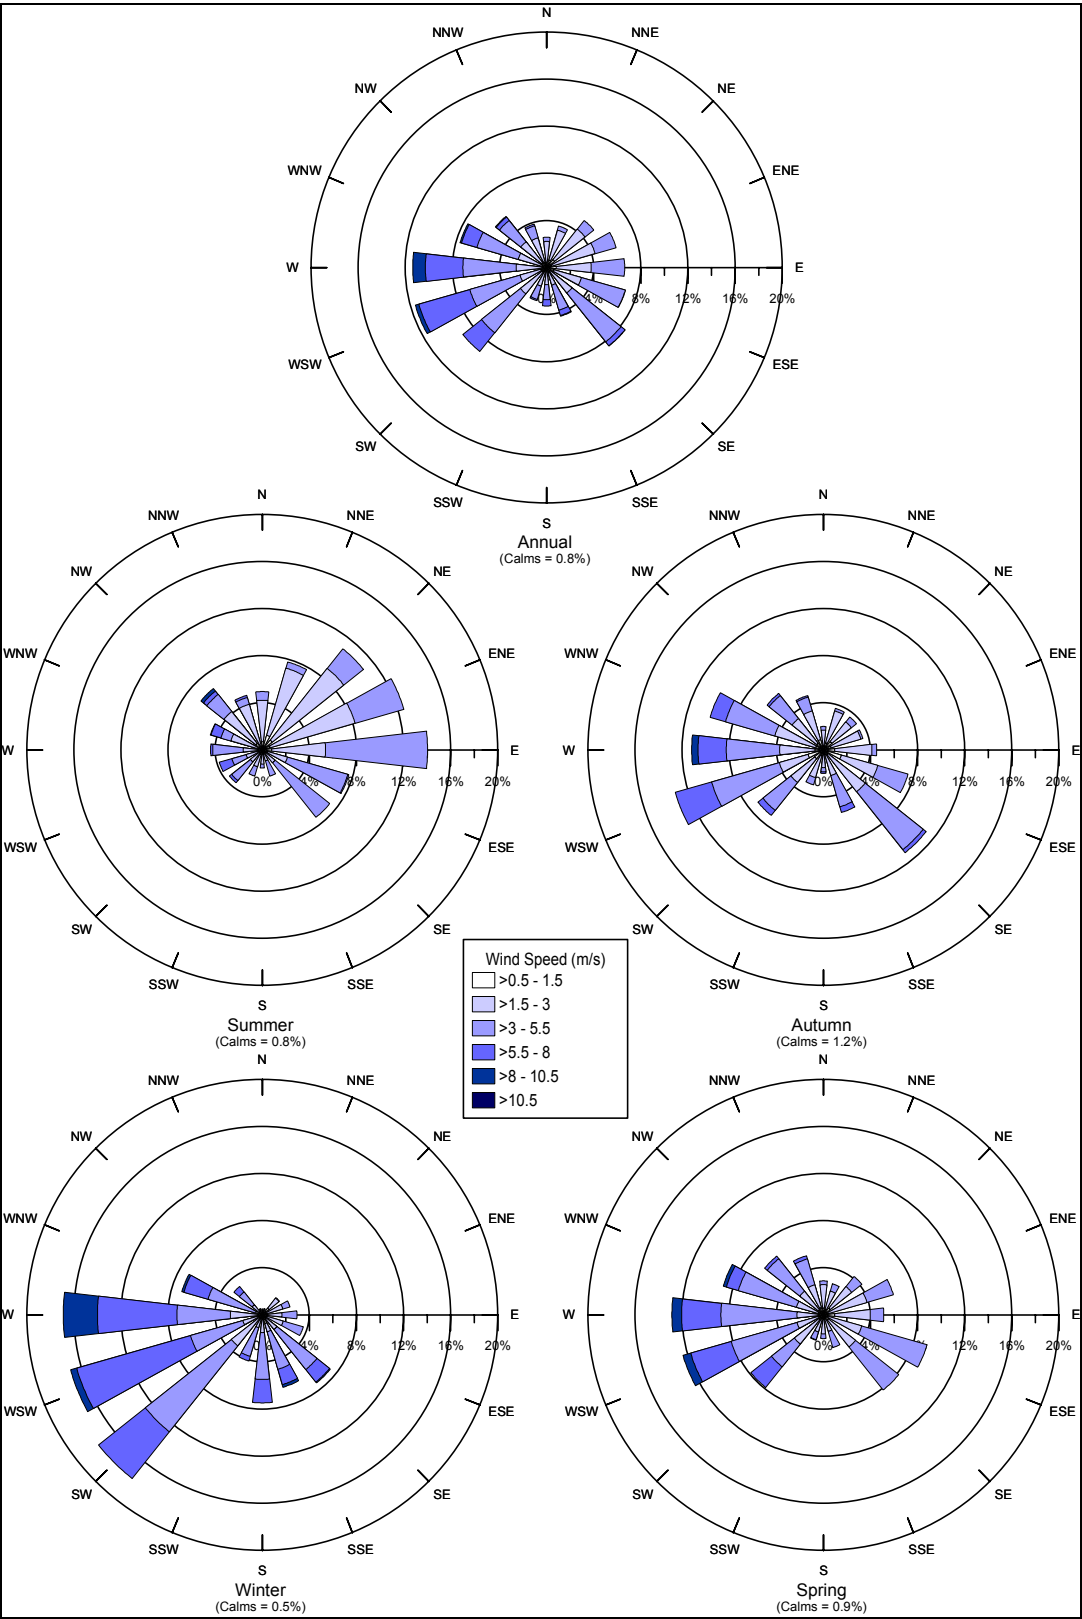 N
NNW NNE
NW NE
WNW ENE
W E
4% 8% 12% 16% 20%
WSW ESE
SW SE
SSW SSE
S
Annual
(Calms = 0.8%)
N N
NNW NNE NNW NNE
NW NE NW NE
WNW ENE WNW ENE
W E W E
0% 4% 8% 12% 16% 20% 0% 4% 8% 12% 16% 20%
WSW ESE WSW ESE
SW SE SW SE
SSW SSE SSW SSE
S S
Summer Autumn
(Calms = 0.8%) (Calms = 1.2%)
Wind Speed (m/s)
>0.5 - 1.5
>1.5 - 3
>3 - 5.5
>5.5 - 8
>8 - 10.5
>10.5
N N
NNW NNE NNW NNE
NW NE NW NE
WNW ENE WNW ENE
W E W E
0% 4% 8% 12% 16% 20% 0% 4% 8% 12% 16% 20%
WSW ESE WSW ESE
SW SE SW SE
SSW SSE SSW SSE
S S
Winter Spring
(Calms = 0.5%) (Calms = 0.9%)